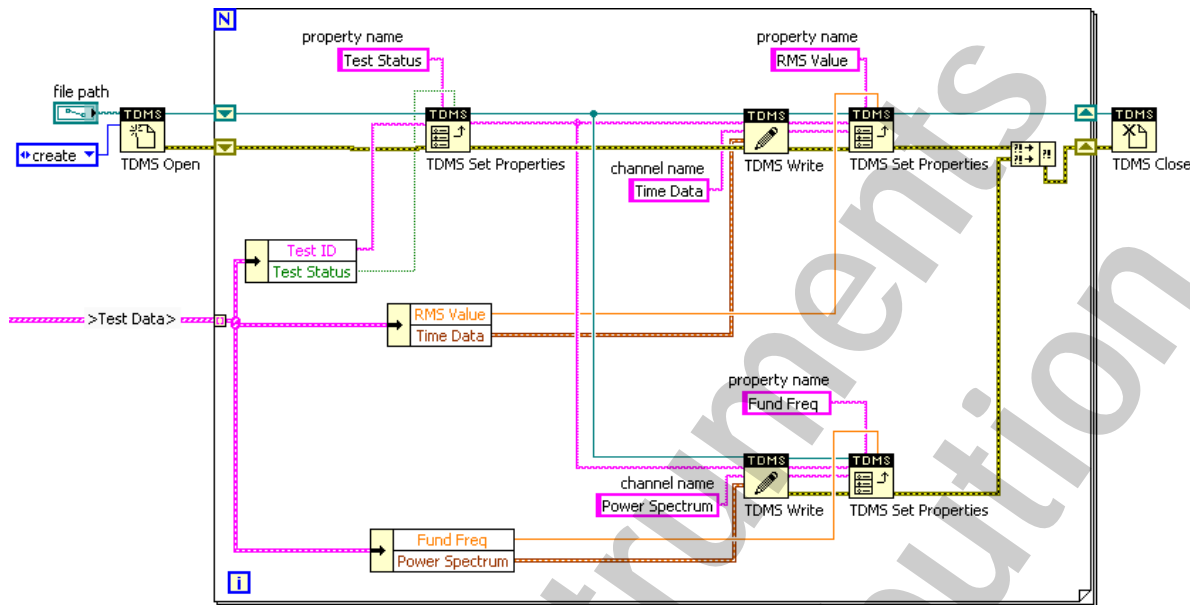 N
property name
Test Status
property name
RMS Value
file path
TDMS
create
TDMS Open
TDMS
TDMS Set Properties
TDMS
TDMS Write
TDMS
TDMS Set Properties
TDMS
TDMS Close
channel name
Time Data
Test ID
Test Status
>Test Data>
RMS Value
Time Data
property name
Fund Freq
TDMS
TDMS Write
TDMS
TDMS Set Properties
channel name
Power Spectrum
Fund Freq
Power Spectrum
i
truments
ution